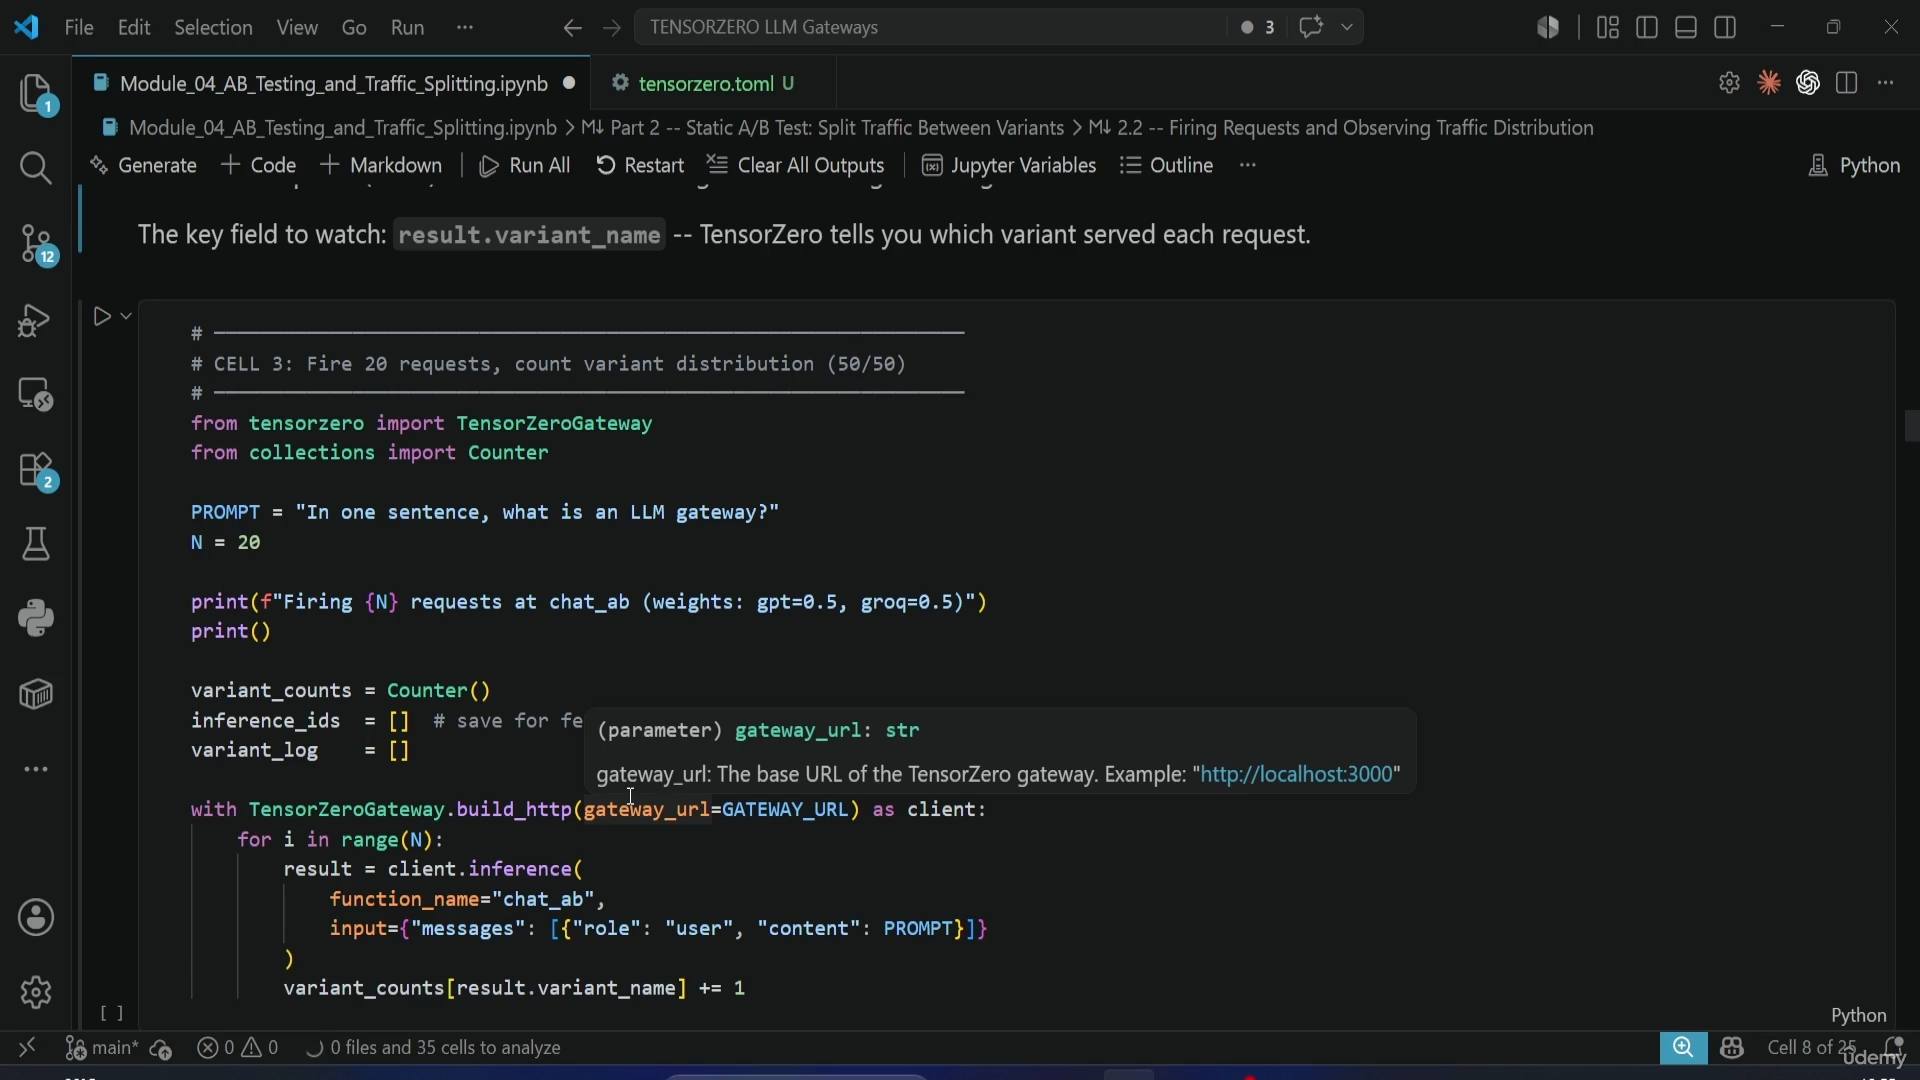 File Edit Selection View Go Run ··· TENSORZERO LLM Gateways 3
Module_04_AB_Testing_and_Traffic_Splitting.ipynb tensorzero.toml U
Module_04_AB_Testing_and_Traffic_Splitting.ipynb > M↓ Part 2 -- Static A/B Test: Split Traffic Between Variants > M↓ 2.2 -- Firing Requests and Observing Traffic Distribution
Generate + Code + Markdown Run All Restart Clear All Outputs Jupyter Variables Outline ··· Python
The key field to watch: result.variant_name -- TensorZero tells you which variant served each request.
# ─────────────────────────────────────────────────────────────────
# CELL 3: Fire 20 requests, count variant distribution (50/50)
# ─────────────────────────────────────────────────────────────────
from tensorzero import TensorZeroGateway
from collections import Counter
PROMPT = "In one sentence, what is an LLM gateway?"
N = 20
print(f"Firing {N} requests at chat_ab (weights: gpt=0.5, groq=0.5)")
print()
variant_counts = Counter()
inference_ids = [] # save for fe
variant_log = []
(parameter) gateway_url: str
gateway_url: The base URL of the TensorZero gateway. Example: "http://localhost:3000"
with TensorZeroGateway.build_http(gateway_url=GATEWAY_URL) as client:
for i in range(N):
result = client.inference(
function_name="chat_ab",
input={"messages": [{"role": "user", "content": PROMPT}]}
)
variant_counts[result.variant_name] += 1
[ ] Python
1
12
2
main* 0 0 0 files and 35 cells to analyze Cell 8 of 25
udemy